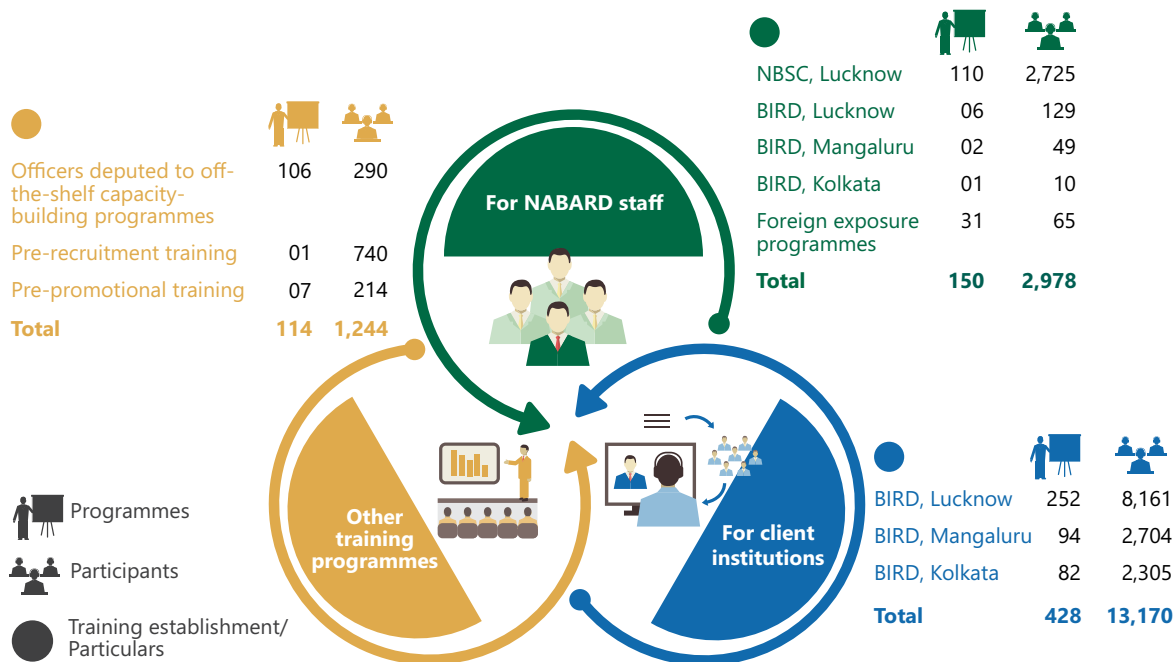 NBSC, Lucknow 110 2,725
BIRD, Lucknow 06 129
BIRD, Mangaluru 02 49
BIRD, Kolkata 01 10
Foreign exposure
programmes 31 65
Total 150 2,978
Officers deputed to off-
the-shelf capacity-
building programmes 106 290
Pre-recruitment training 01 740
Pre-promotional training 07 214
Total 114 1,244
For NABARD staff
Other
training
programmes
For client
institutions
BIRD, Lucknow 252 8,161
BIRD, Mangaluru 94 2,704
BIRD, Kolkata 82 2,305
Total 428 13,170
Programmes
Participants
Training establishment/
Particulars